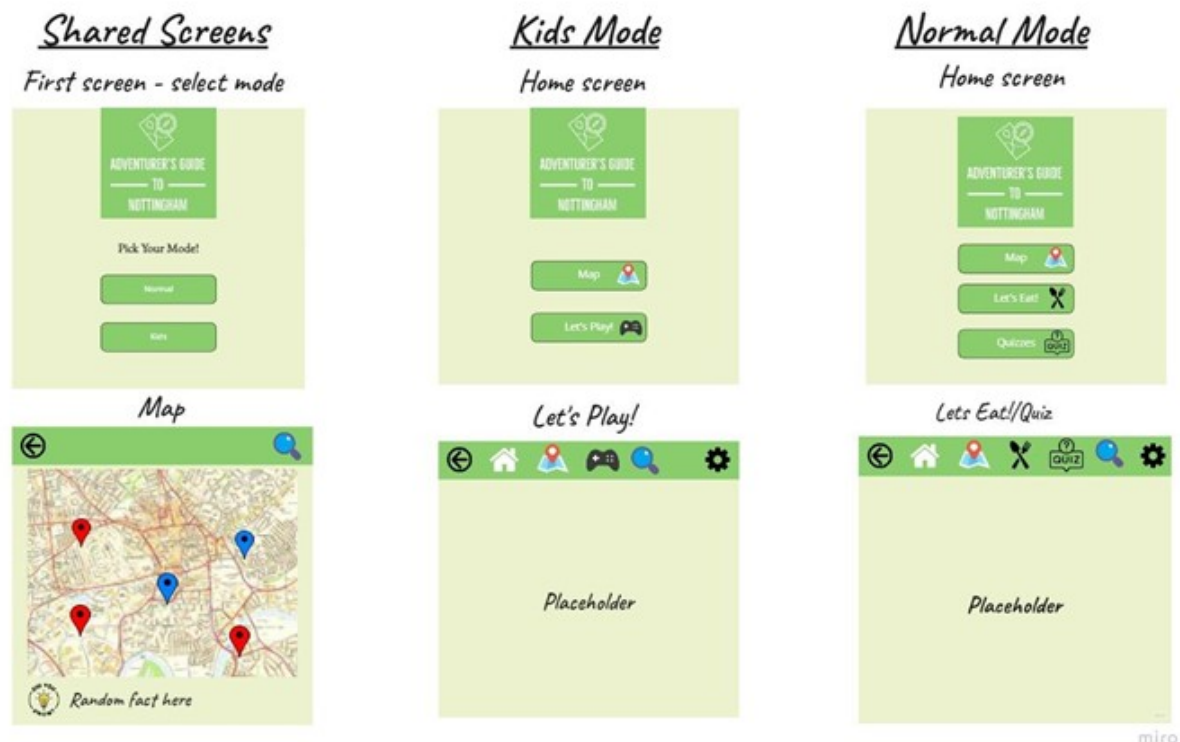 Shared Screens
First screen - select mode
ADVENTURER'S GUIDE
TO
NOTTINGHAM
Pick Your Mode!
Normal
Kids
Map
Random fact here
Kids Mode
Home screen
ADVENTURER'S GUIDE
TO
NOTTINGHAM
Map
Let's Play!
Let's Play!
Placeholder
Normal Mode
Home screen
ADVENTURER'S GUIDE
TO
NOTTINGHAM
Map
Let's Eat!
Quizzes
?
QUIZ
Lets Eat!/Quiz
?
QUIZ
Placeholder
miro